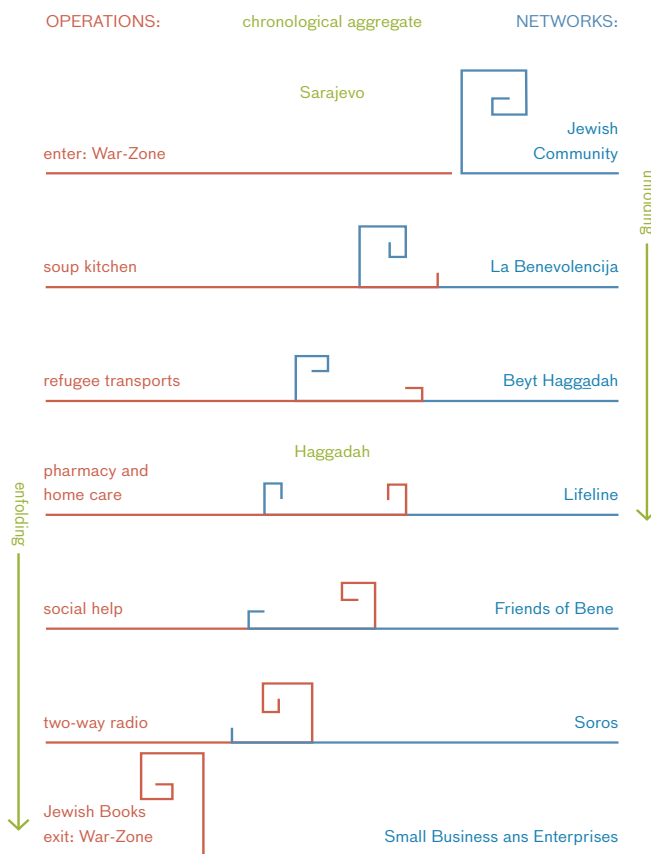 OPERATIONS: chronological aggregate NETWORKS:
Sarajevo
Jewish
enter: War-Zone Community
unfolding
soup kitchen La Benevolencija
refugee transports Beyt Haggadah
Haggadah
pharmacy and
home care Lifeline
enfolding
social help Friends of Bene
two-way radio Soros
Jewish Books
exit: War-Zone Small Business ans Enterprises